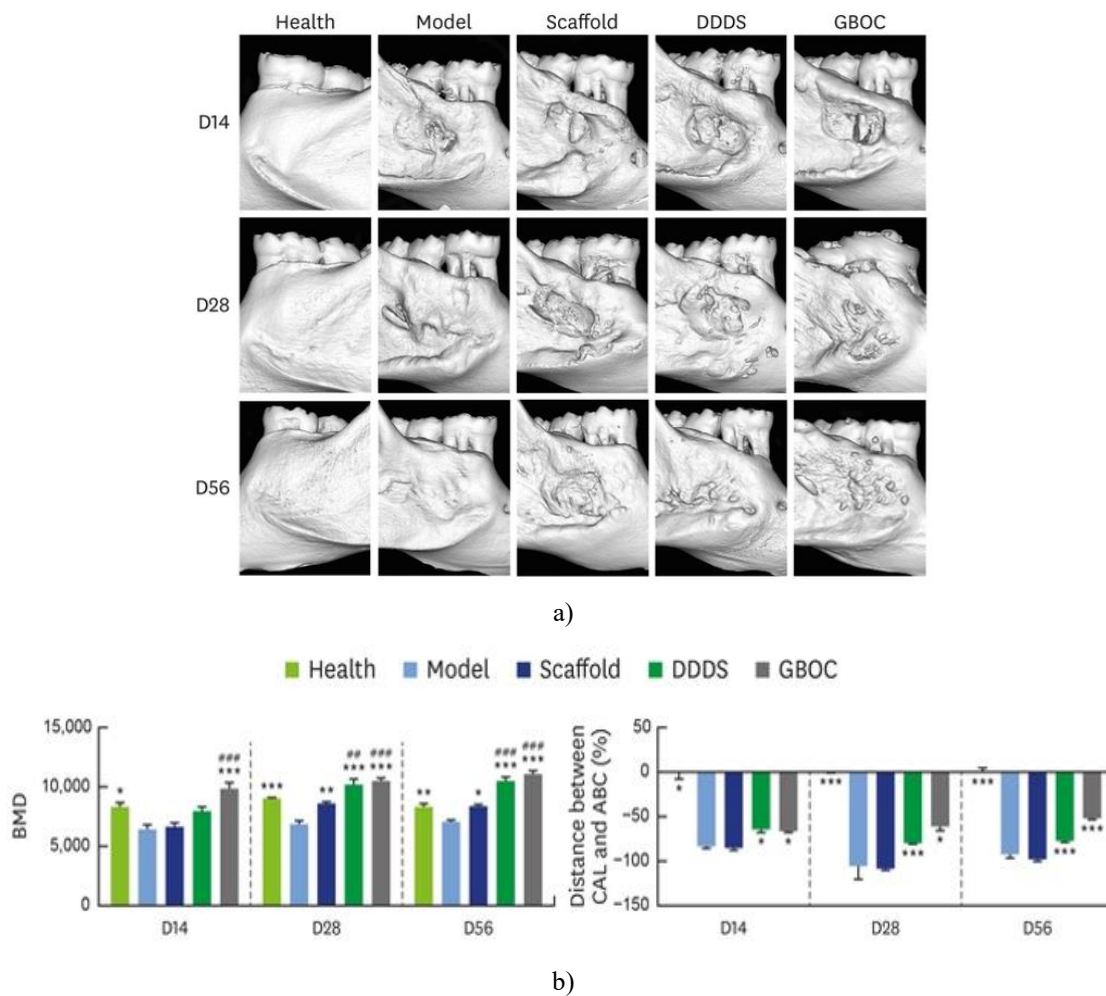 Health Model Scaffold DDDS GBOC
D14
D28
D56
a)
Health Model Scaffold DDDS GBOC
BMD
15,000
10,000
5,000
0
* ### ***
*** ** ## *** ### ***
** * ### *** ### ***
D14 D28 D56
Distance between
CAL and ABC (%)
50
0
−50
−100
−150
* * *
*** *** *
*** *** ***
D14 D28 D56
b)